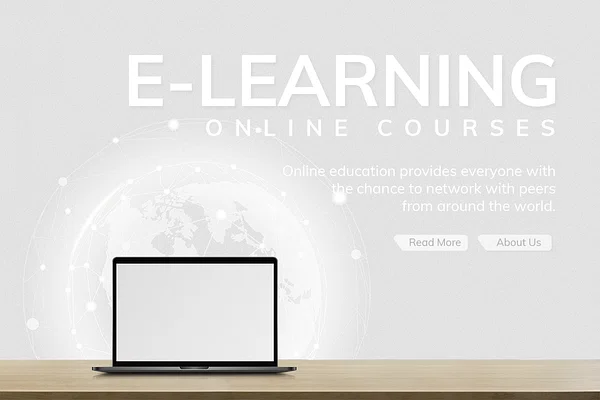 E-LEARNING
ONLINE COURSES
Online education provides everyone with
the chance to network with peers
from around the world.
Read More
About Us